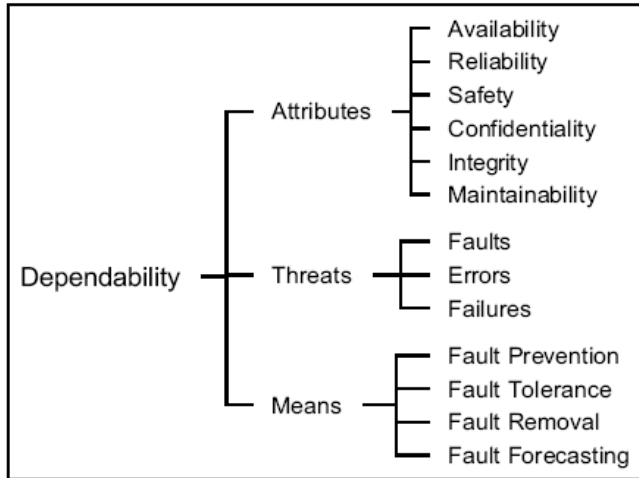 Dependability
Attributes
Availability
Reliability
Safety
Confidentiality
Integrity
Maintainability
Threats
Faults
Errors
Failures
Means
Fault Prevention
Fault Tolerance
Fault Removal
Fault Forecasting